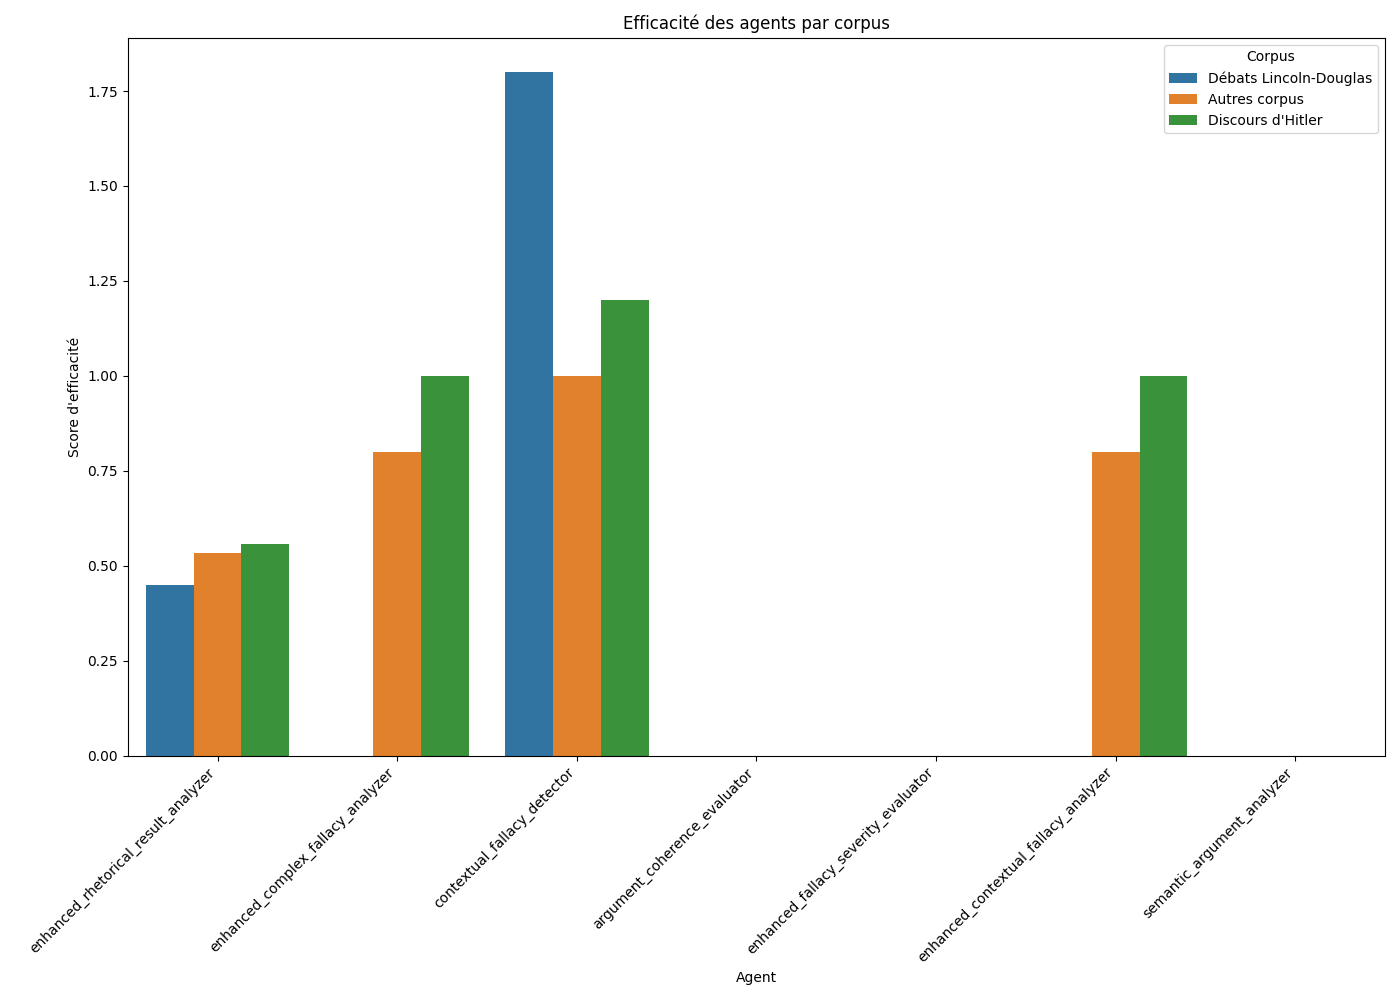 Efficacité des agents par corpus
Corpus
Débats Lincoln-Douglas
Autres corpus
Discours d'Hitler
Score d'efficacité
1.75
1.50
1.25
1.00
0.75
0.50
0.25
0.00
enhanced_rhetorical_result_analyzer
enhanced_complex_fallacy_analyzer
contextual_fallacy_detector
argument_coherence_evaluator
enhanced_fallacy_severity_evaluator
enhanced_contextual_fallacy_analyzer
semantic_argument_analyzer
Agent